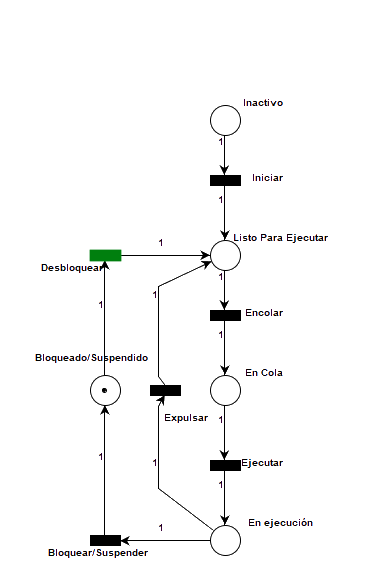 Inactivo
1
Iniciar
1
Listo Para Ejecutar
1
1
Desbloquear
1
1
Encolar
1
Bloqueado/Suspendido
En Cola
Expulsar
1
Ejecutar
1
1
1
En ejecución
1
Bloquear/Suspender